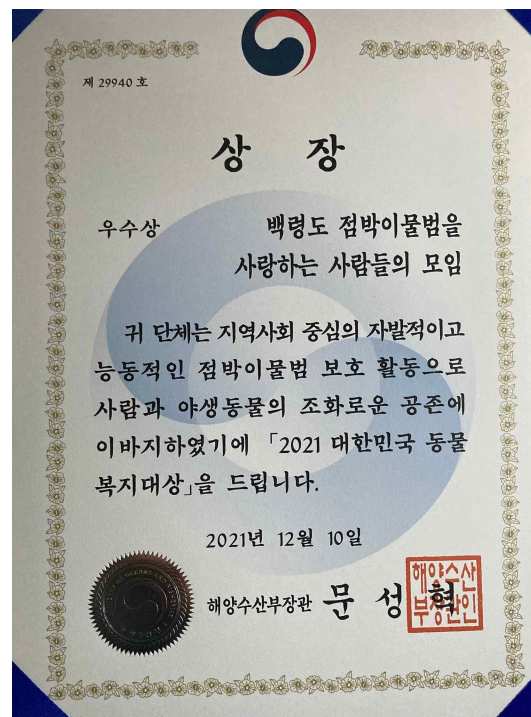 제 29940 호
상 장
우수상 백령도 점박이물범을
사랑하는 사람들의 모임
귀 단체는 지역사회 중심의 자발적이고
능동적인 점박이물범 보호 활동으로
사람과 야생동물의 조화로운 공존에
이바지하였기에 「2021 대한민국 동물
복지대상」을 드립니다.
2021년 12월 10일
해양수산부장관 문 성 혁
해양수산
부장관인